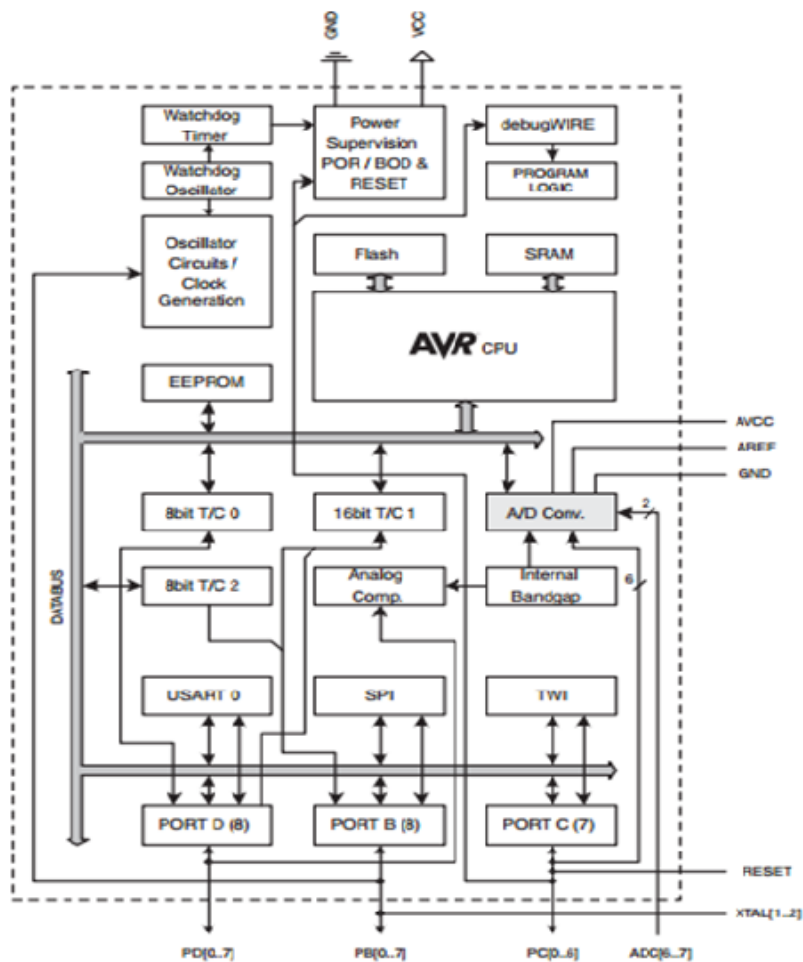 GND
VCC
Watchdog
Timer
Power
Supervision
POR / BOD &
RESET
debugWIRE
Watchdog
Oscillator
PROGRAM
LOGIC
Oscillator
Circuits /
Clock
Generation
Flash
SRAM
AVR CPU
EEPROM
AVCC
AREF
GND
8bit T/C 0
16bit T/C 1
A/D Conv.
2
DATABUS
8bit T/C 2
Analog
Comp.
Internal
Bandgap
6
USART 0
SPI
TWI
PORT D (8)
PORT B (8)
PORT C (7)
RESET
XTAL[1..2]
PD[0..7]
PB[0..7]
PC[0..6]
ADC[6..7]